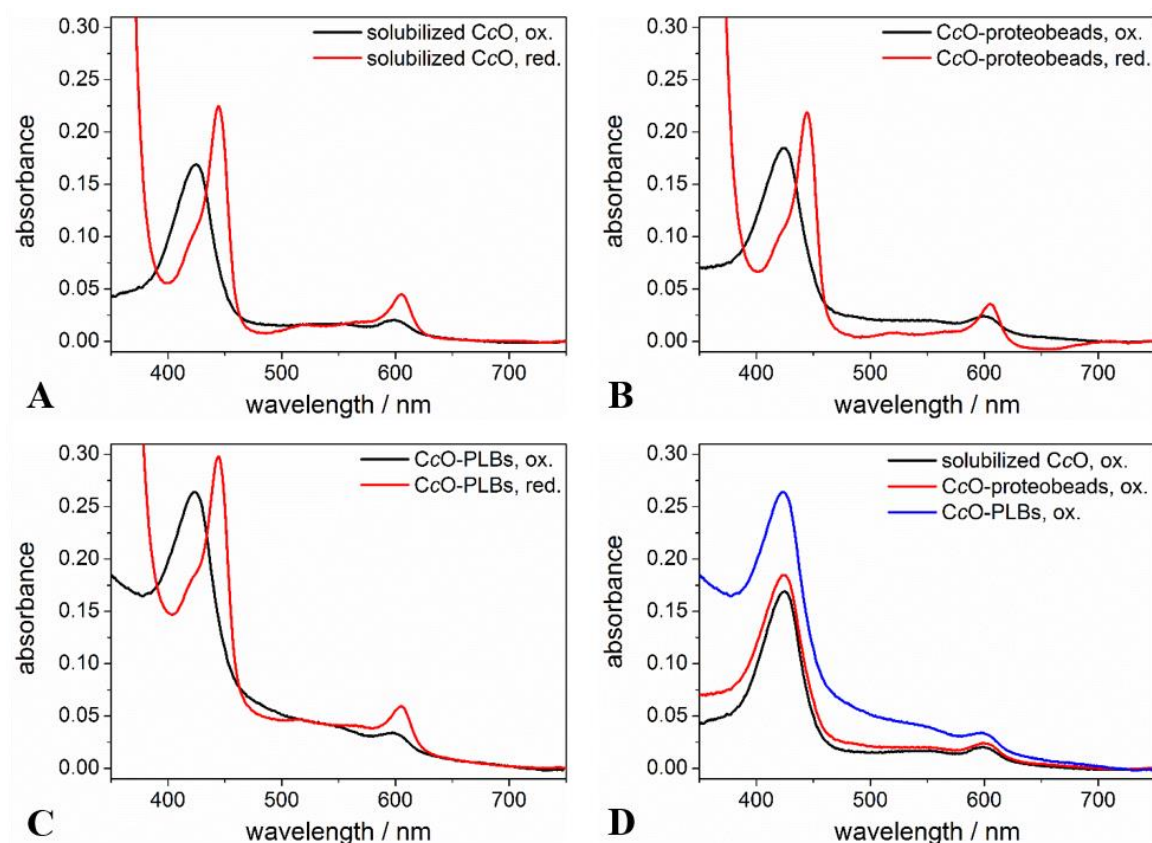 solubilized CcO, ox.
solubilized CcO, red.
0.30
0.25
0.20
0.15
0.10
0.05
0.00
absorbance
400 500 600 700
wavelength / nm
A
CcO-proteobeads, ox.
CcO-proteobeads, red.
0.30
0.25
0.20
0.15
0.10
0.05
0.00
absorbance
400 500 600 700
wavelength / nm
B
CcO-PLBs, ox.
CcO-PLBs, red.
0.30
0.25
0.20
0.15
0.10
0.05
0.00
absorbance
400 500 600 700
wavelength / nm
C
solubilized CcO, ox.
CcO-proteobeads, ox.
CcO-PLBs, ox.
0.30
0.25
0.20
0.15
0.10
0.05
0.00
absorbance
400 500 600 700
wavelength / nm
D